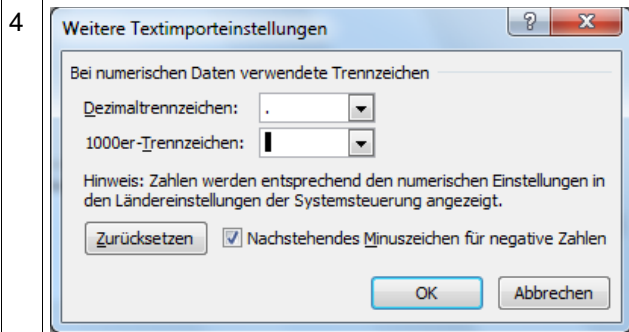 4
Weitere Textimporteinstellungen
Bei numerischen Daten verwendete Trennzeichen
Dezimaltrennzeichen: .
1000er-Trennzeichen:
Hinweis: Zahlen werden entsprechend den numerischen Einstellungen in
den Ländereinstellungen der Systemsteuerung angezeigt.
Zurücksetzen Nachstehendes Minuszeichen für negative Zahlen
OK Abbrechen